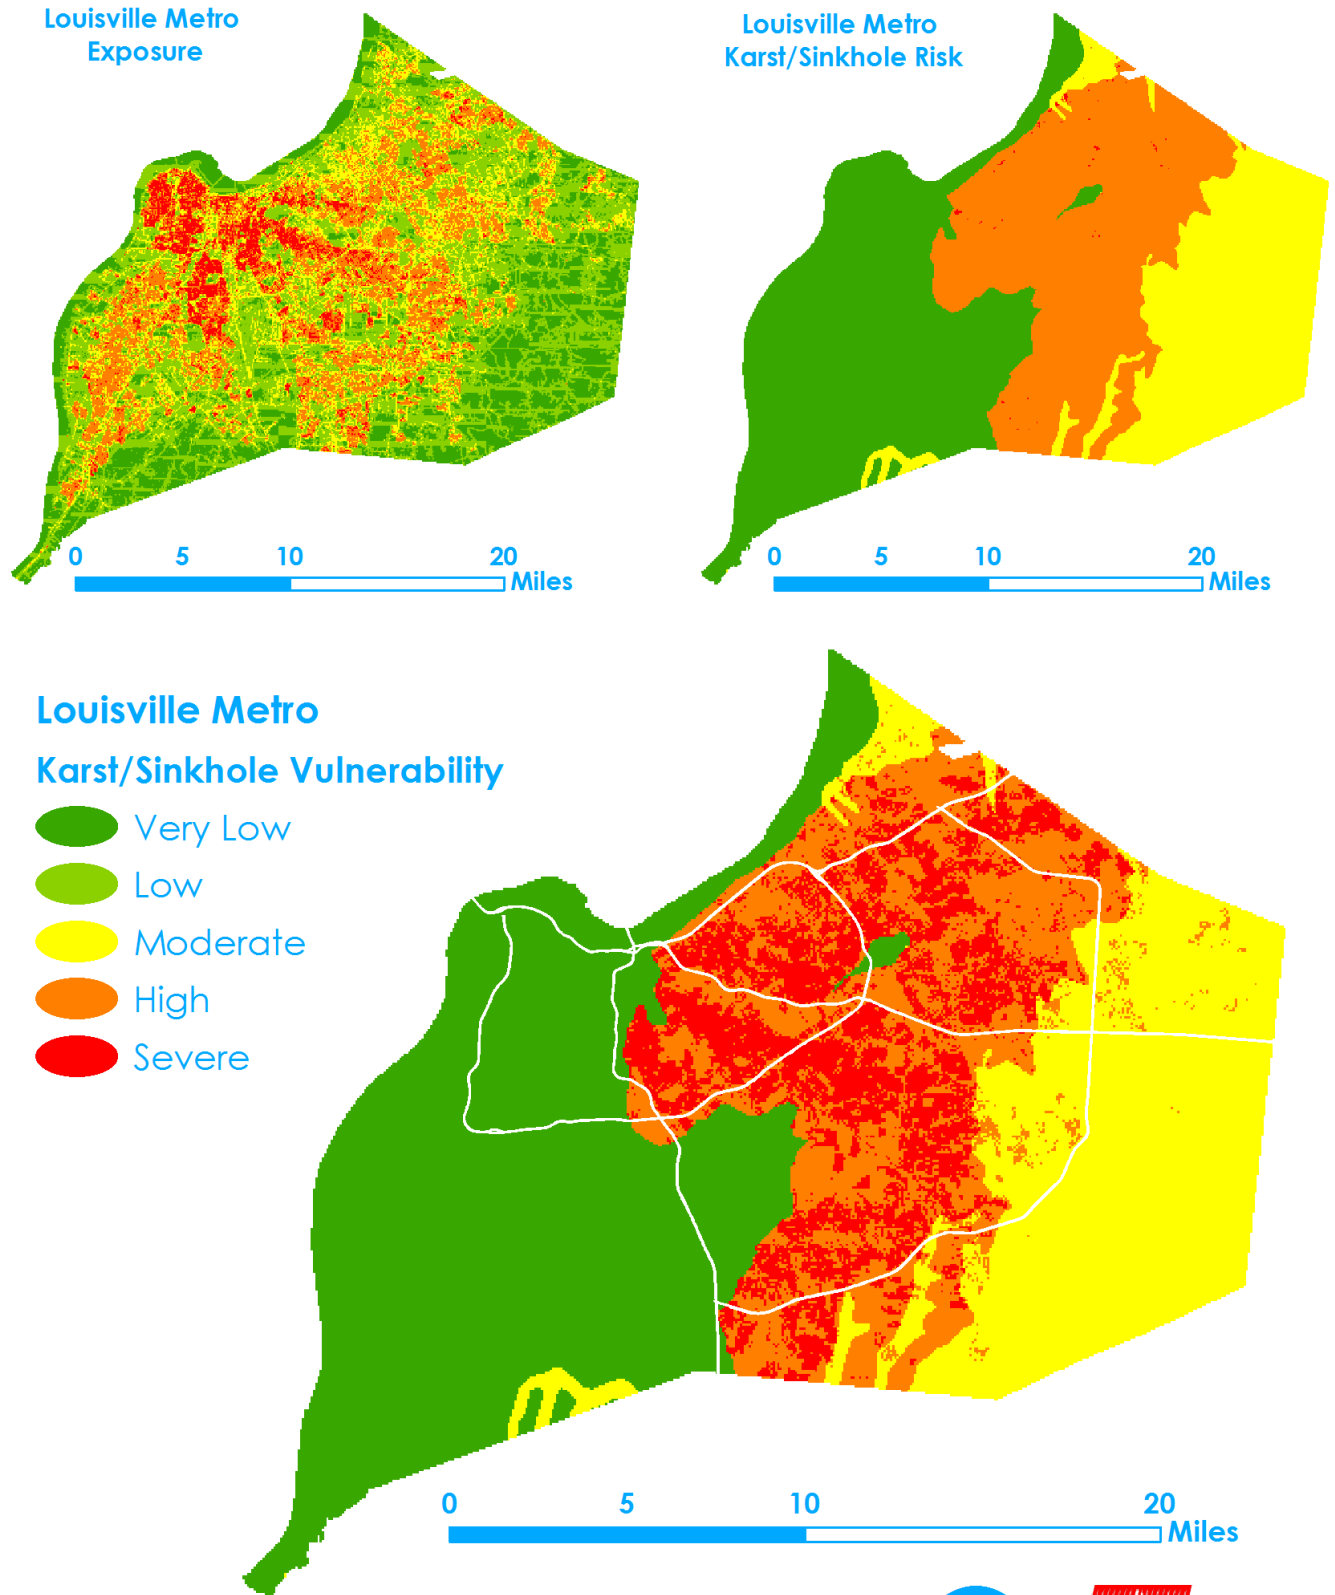 Louisville Metro
Exposure
Louisville Metro
Karst/Sinkhole Risk
0 5 10 20
Miles
0 5 10 20
Miles
Louisville Metro
Karst/Sinkhole Vulnerability
Very Low
Low
Moderate
High
Severe
0 5 10 20
Miles